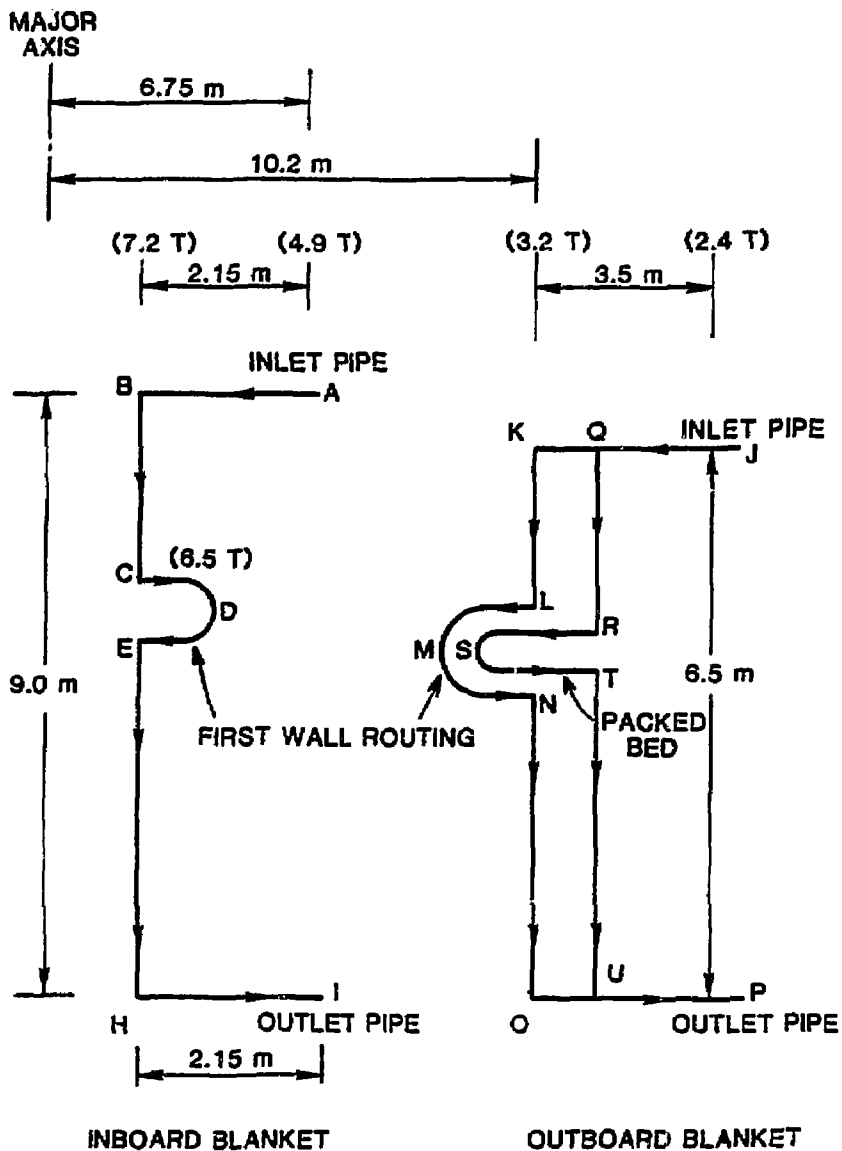 MAJOR
AXIS
6.75 m
10.2 m
(7.2 T) (4.9 T) (3.2 T) (2.4 T)
2.15 m 3.5 m
INLET PIPE
B A
K Q INLET PIPE
J
C (6.5 T)
D L
E M S R
T
9.0 m 6.5 m
N
FIRST WALL ROUTING PACKED
BED
U
I P
H OUTLET PIPE O OUTLET PIPE
2.15 m
INBOARD BLANKET OUTBOARD BLANKET